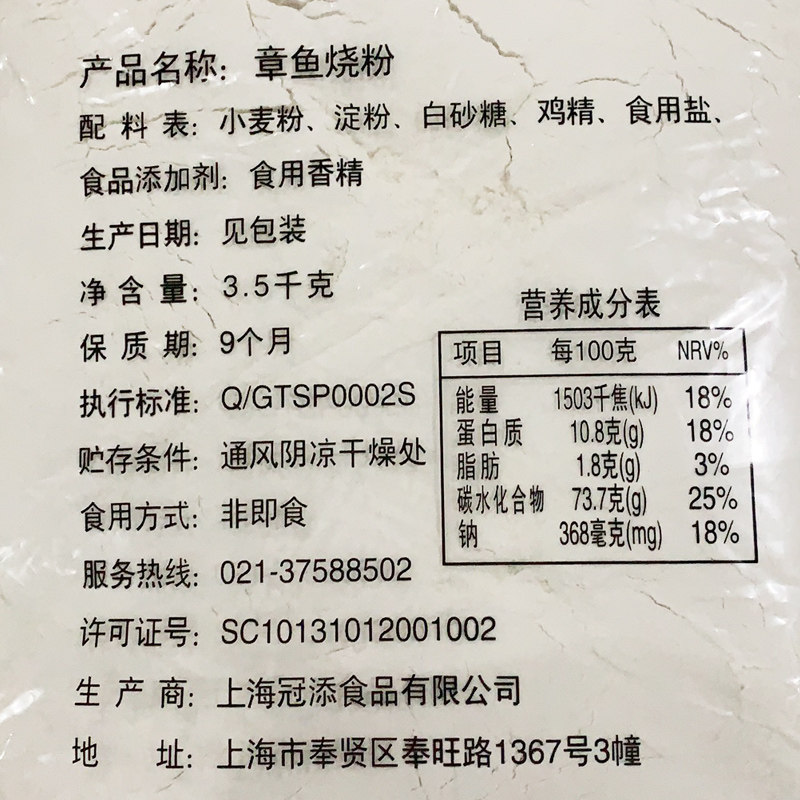 产品名称：章鱼烧粉
配料表：小麦粉、淀粉、白砂糖、鸡精、食用盐、
食品添加剂：食用香精
生产日期：见包装
净含量：3.5千克
保质期：9个月
执行标准：Q/GTSP0002S
贮存条件：通风阴凉干燥处
食用方式：非即食
服务热线：021-37588502
许可证号：SC10131012001002
生产商：上海冠添食品有限公司
地址：上海市奉贤区奉旺路1367号3幢
营养成分表
项目 每100克 NRV%
能量 1503千焦(kJ) 18%
蛋白质 10.8克(g) 18%
脂肪 1.8克(g) 3%
碳水化合物 73.7克(g) 25%
钠 368毫克(mg) 18%